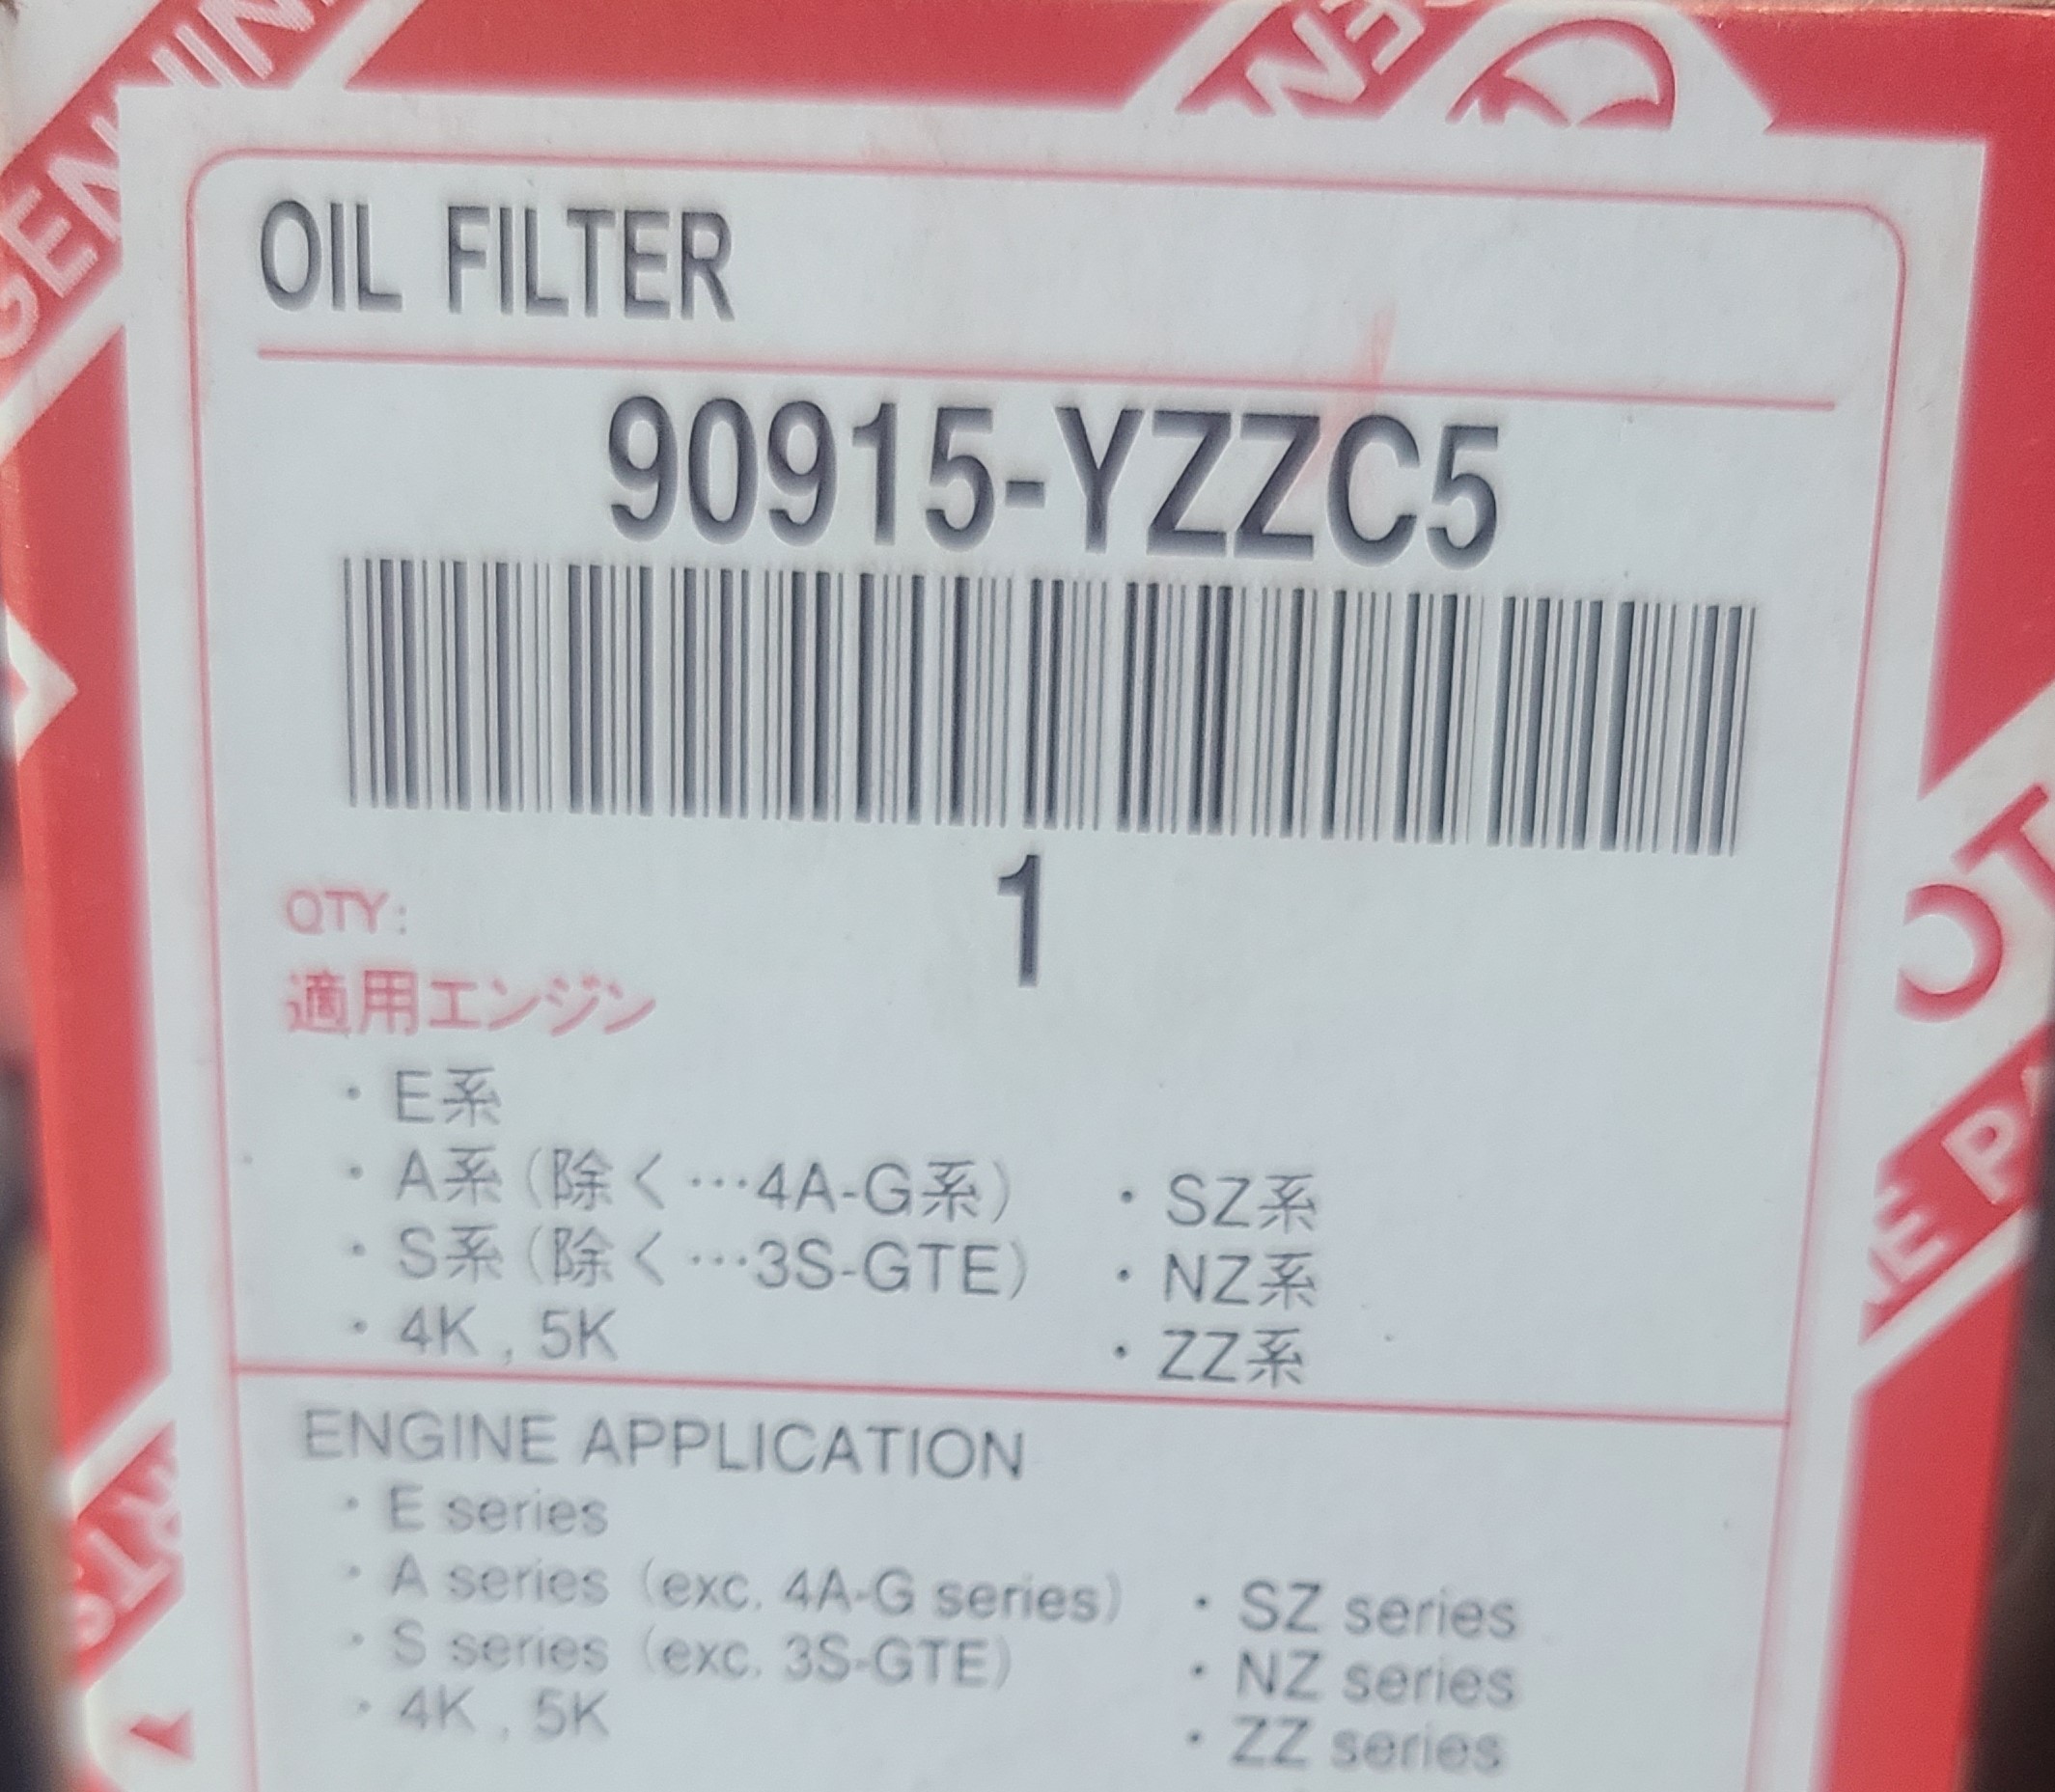 GENUIN
GEN
OIL FILTER
90915-YZZC5
QTY:
1
適用エンジン
・E系
・A系(除く…4A-G系)
・S系(除く…3S-GTE)
・4K , 5K
・SZ系
・NZ系
・ZZ系
ENGINE APPLICATION
・E series
・A series (exc. 4A-G series)
・S series (exc. 3S-GTE)
・4K , 5K
・SZ series
・NZ series
・ZZ series